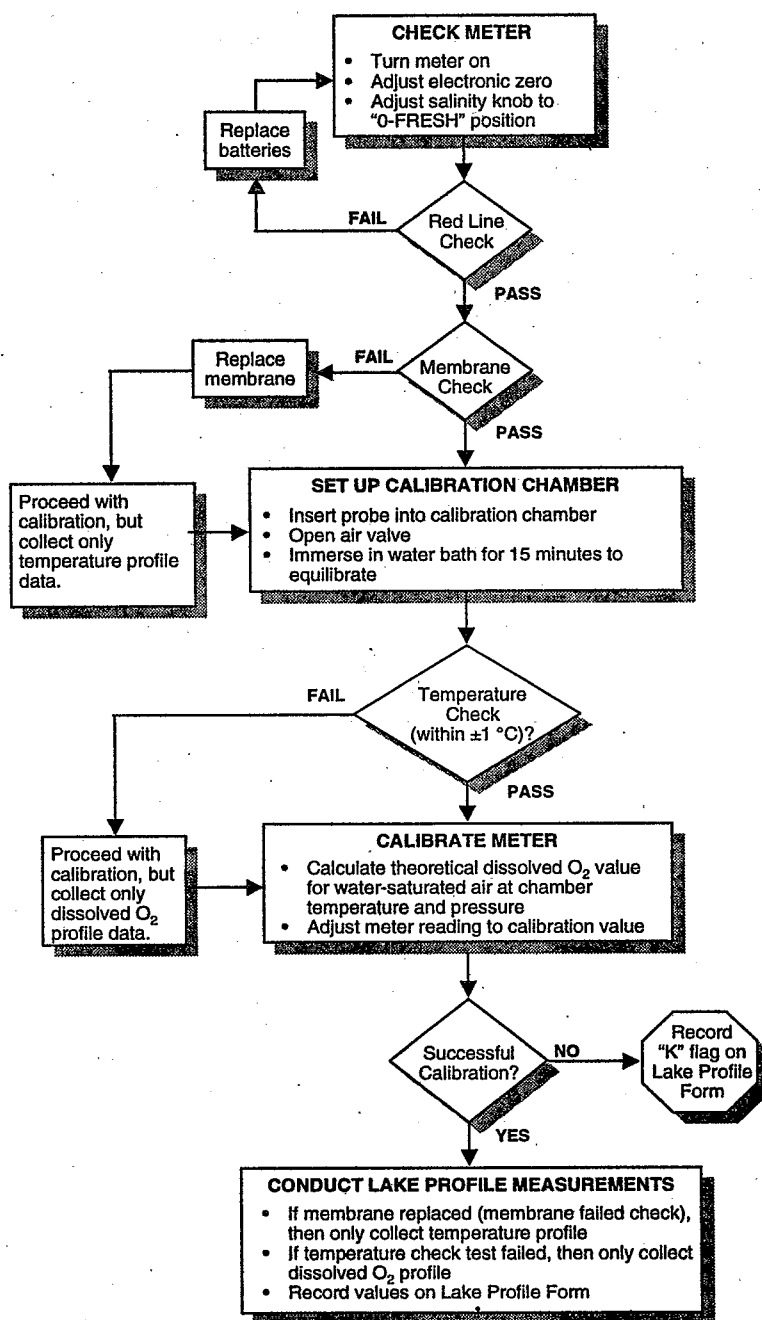 CHECK METER
• Turn meter on
• Adjust electronic zero
• Adjust salinity knob to
"0-FRESH" position
Replace
batteries
FAIL
Red Line
Check
PASS
Replace
membrane
FAIL
Membrane
Check
PASS
Proceed with
calibration, but
collect only
temperature profile
data.
SET UP CALIBRATION CHAMBER
• Insert probe into calibration chamber
• Open air valve
• Immerse in water bath for 15 minutes to
equilibrate
FAIL
Temperature
Check
(within ±1 °C)?
PASS
Proceed with
calibration, but
collect only
dissolved O₂
profile data.
CALIBRATE METER
• Calculate theoretical dissolved O₂ value
for water-saturated air at chamber
temperature and pressure
• Adjust meter reading to calibration value
Successful
Calibration?
NO
Record
"K" flag on
Lake Profile
Form
YES
CONDUCT LAKE PROFILE MEASUREMENTS
• If membrane replaced (membrane failed check),
then only collect temperature profile
• If temperature check test failed, then only collect
dissolved O₂ profile
• Record values on Lake Profile Form